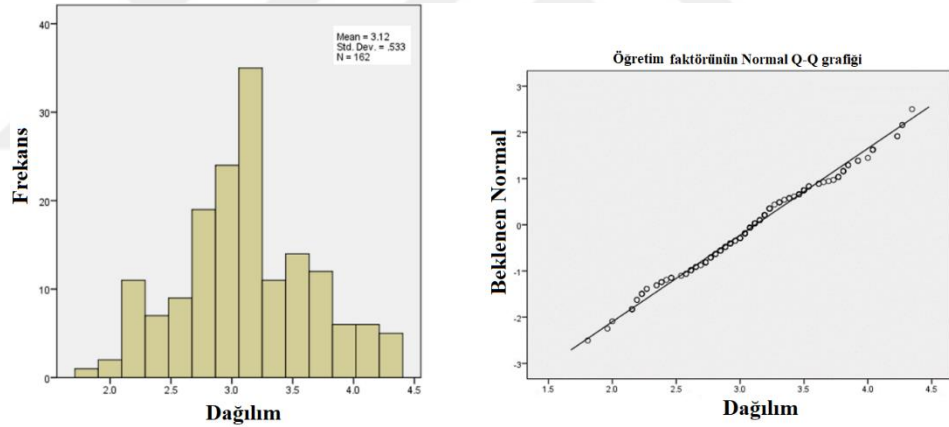 Mean = 3.12
Std. Dev. = .533
N = 162
40
30
20
10
0
Frekans
2.0 2.5 3.0 3.5 4.0 4.5
Dağılım
Öğretim faktörünün Normal Q-Q grafiği
3
2
1
0
-1
-2
-3
Beklenen Normal
1.5 2.0 2.5 3.0 3.5 4.0 4.5
Dağılım